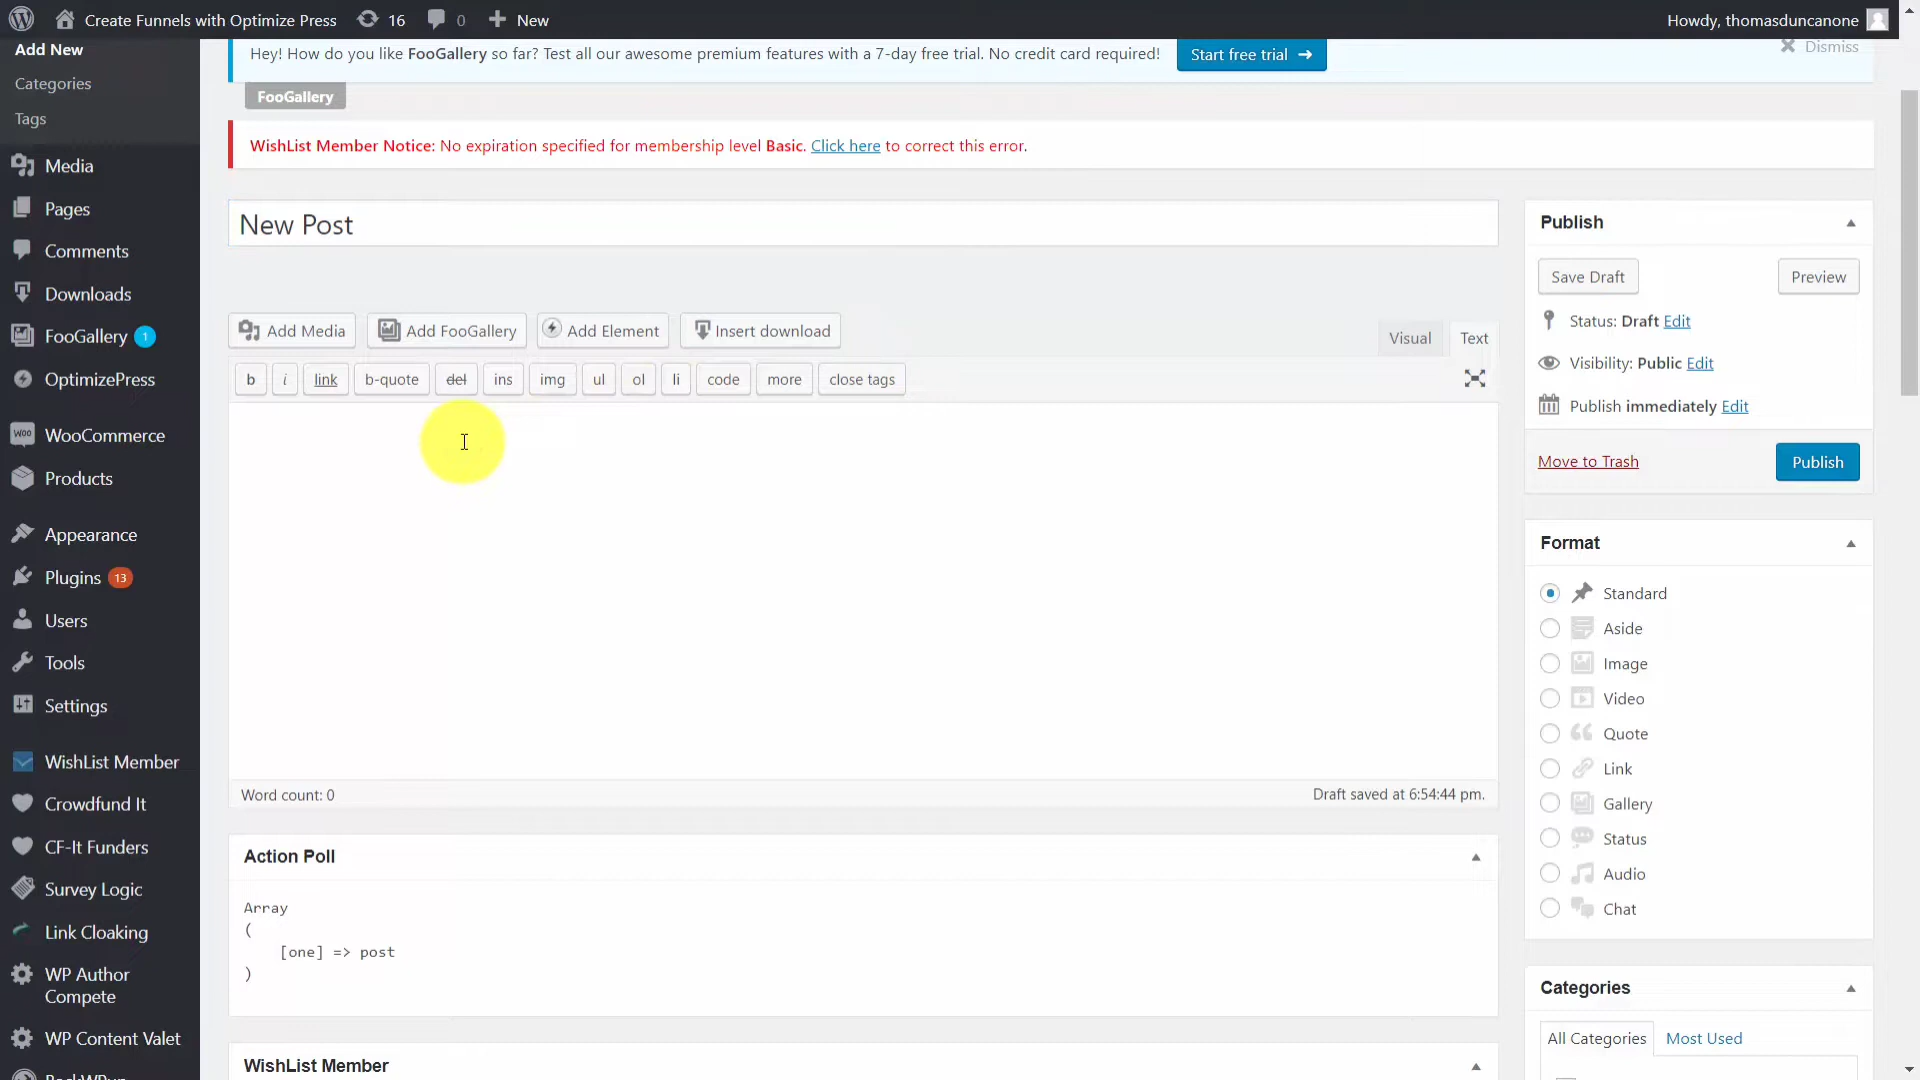 Create Funnels with Optimize Press 16 0 New Howdy, thomasduncanone
Add New
Categories
Tags
Media
Pages
Comments
Downloads
FooGallery 1
OptimizePress
WooCommerce
Products
Appearance
Plugins 13
Users
Tools
Settings
WishList Member
Crowdfund It
CF-It Funders
Survey Logic
Link Cloaking
WP Author
Compete
WP Content Valet
Hey! How do you like FooGallery so far? Test all our awesome premium features with a 7-day free trial. No credit card required! Start free trial → Dismiss
FooGallery
WishList Member Notice: No expiration specified for membership level Basic. Click here to correct this error.
New Post
Add Media Add FooGallery Add Element Insert download Visual Text
b i link b-quote del ins img ul ol li code more close tags
Word count: 0 Draft saved at 6:54:44 pm.
Action Poll
Array
(
[one] => post
)
WishList Member
Publish
Save Draft Preview
Status: Draft Edit
Visibility: Public Edit
Publish immediately Edit
Move to Trash Publish
Format
Standard
Aside
Image
Video
Quote
Link
Gallery
Status
Audio
Chat
Categories
All Categories Most Used